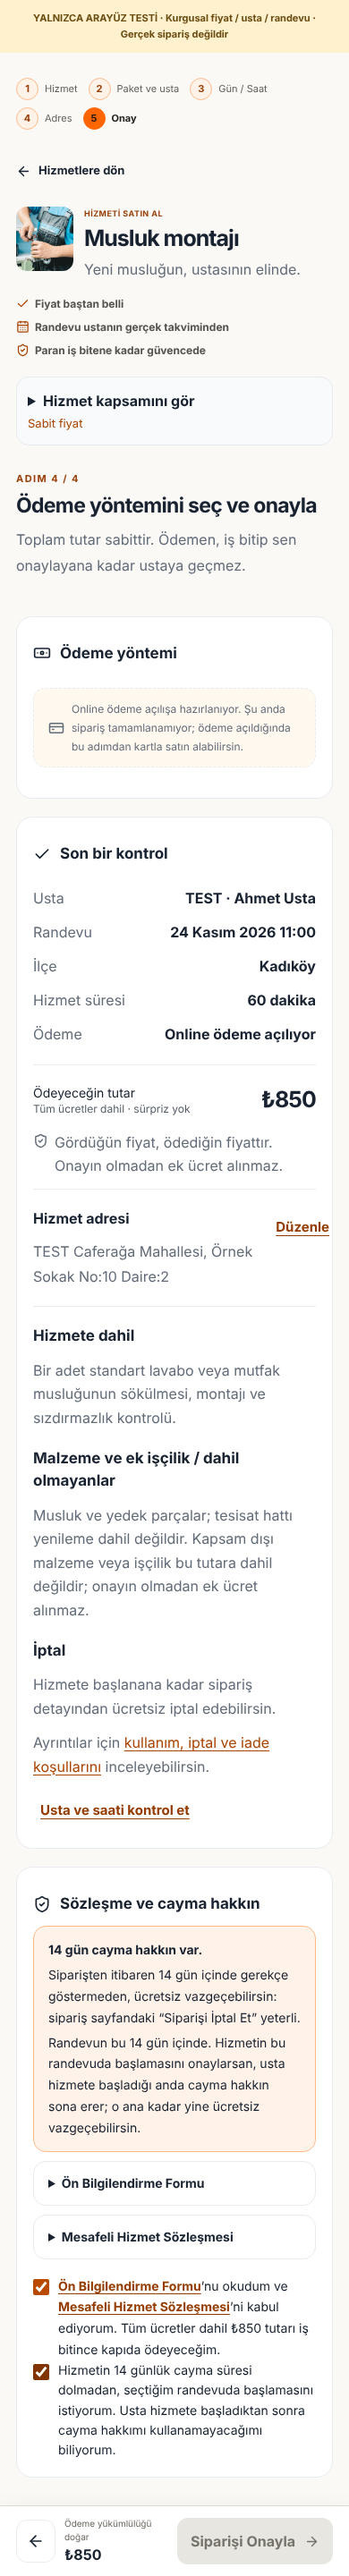 YALNIZCA ARAYÜZ TESTİ · Kurgusal fiyat / usta / randevu ·
Gerçek sipariş değildir
1 Hizmet 2 Paket ve usta 3 Gün / Saat
4 Adres 5 Onay
← Hizmetlere dön
HİZMETİ SATIN AL
Musluk montajı
Yeni musluğun, ustasının elinde.
Fiyat baştan belli
Randevu ustanın gerçek takviminden
Paran iş bitene kadar güvencede
Hizmet kapsamını gör
Sabit fiyat
ADIM 4 / 4
Ödeme yöntemini seç ve onayla
Toplam tutar sabittir. Ödemen, iş bitip sen
onaylayana kadar ustaya geçmez.
Ödeme yöntemi
Online ödeme açılışa hazırlanıyor. Şu anda
sipariş tamamlanamıyor; ödeme açıldığında
bu adımdan kartla satın alabilirsin.
Son bir kontrol
Usta TEST · Ahmet Usta
Randevu 24 Kasım 2026 11:00
İlçe Kadıköy
Hizmet süresi 60 dakika
Ödeme Online ödeme açılıyor
Ödeyeceğin tutar ₺850
Tüm ücretler dahil · sürpriz yok
Gördüğün fiyat, ödediğin fiyattır.
Onayın olmadan ek ücret alınmaz.
Hizmet adresi Düzenle
TEST Caferağa Mahallesi, Örnek
Sokak No:10 Daire:2
Hizmete dahil
Bir adet standart lavabo veya mutfak
musluğunun sökülmesi, montajı ve
sızdırmazlık kontrolü.
Malzeme ve ek işçilik / dahil
olmayanlar
Musluk ve yedek parçalar; tesisat hattı
yenileme dahil değildir. Kapsam dışı
malzeme veya işçilik bu tutara dahil
değildir; onayın olmadan ek ücret
alınmaz.
İptal
Hizmete başlanana kadar sipariş
detayından ücretsiz iptal edebilirsin.
Ayrıntılar için kullanım, iptal ve iade
koşullarını inceleyebilirsin.
Usta ve saati kontrol et
Sözleşme ve cayma hakkın
14 gün cayma hakkın var.
Siparişten itibaren 14 gün içinde gerekçe
göstermeden, ücretsiz vazgeçebilirsin:
sipariş sayfandaki “Siparişi İptal Et” yeterli.
Randevun bu 14 gün içinde. Hizmetin bu
randevuda başlamasını onaylarsan, usta
hizmete başladığı anda cayma hakkın
sona erer; o ana kadar yine ücretsiz
vazgeçebilirsin.
Ön Bilgilendirme Formu
Mesafeli Hizmet Sözleşmesi
Ön Bilgilendirme Formu’nu okudum ve
Mesafeli Hizmet Sözleşmesi’ni kabul
ediyorum. Tüm ücretler dahil ₺850 tutarı iş
bitince kapıda ödeyeceğim.
Hizmetin 14 günlük cayma süresi
dolmadan, seçtiğim randevuda başlamasını
istiyorum. Usta hizmete başladıktan sonra
cayma hakkımı kullanamayacağımı
biliyorum.
Ödeme yükümlülüğü
doğar
₺850
Siparişi Onayla →